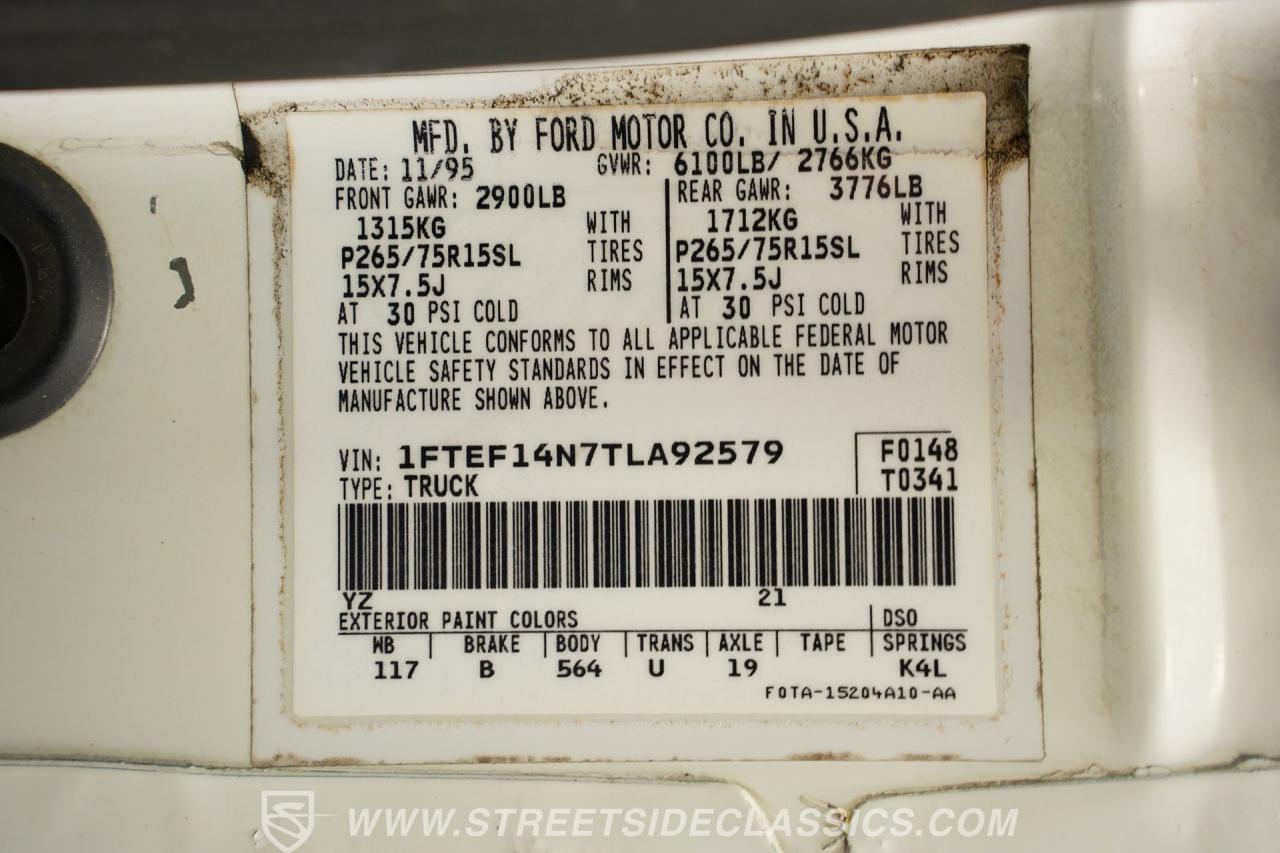 MFD. BY FORD MOTOR CO. IN U.S.A.
DATE: 11/95 GVWR: 6100LB/ 2766KG
FRONT GAWR: 2900LB REAR GAWR: 3776LB
1315KG WITH 1712KG WITH
P265/75R15SL TIRES P265/75R15SL TIRES
15X7.5J RIMS 15X7.5J RIMS
AT 30 PSI COLD AT 30 PSI COLD
THIS VEHICLE CONFORMS TO ALL APPLICABLE FEDERAL MOTOR
VEHICLE SAFETY STANDARDS IN EFFECT ON THE DATE OF
MANUFACTURE SHOWN ABOVE.
VIN: 1FTEF14N7TLA92579 F0148
TYPE: TRUCK T0341
YZ 21
EXTERIOR PAINT COLORS DSO
WB BRAKE BODY TRANS AXLE TAPE SPRINGS
117 B 564 U 19 K4L
F0TA-15204A10-AA
WWW.STREETSIDECLASSICS.COM